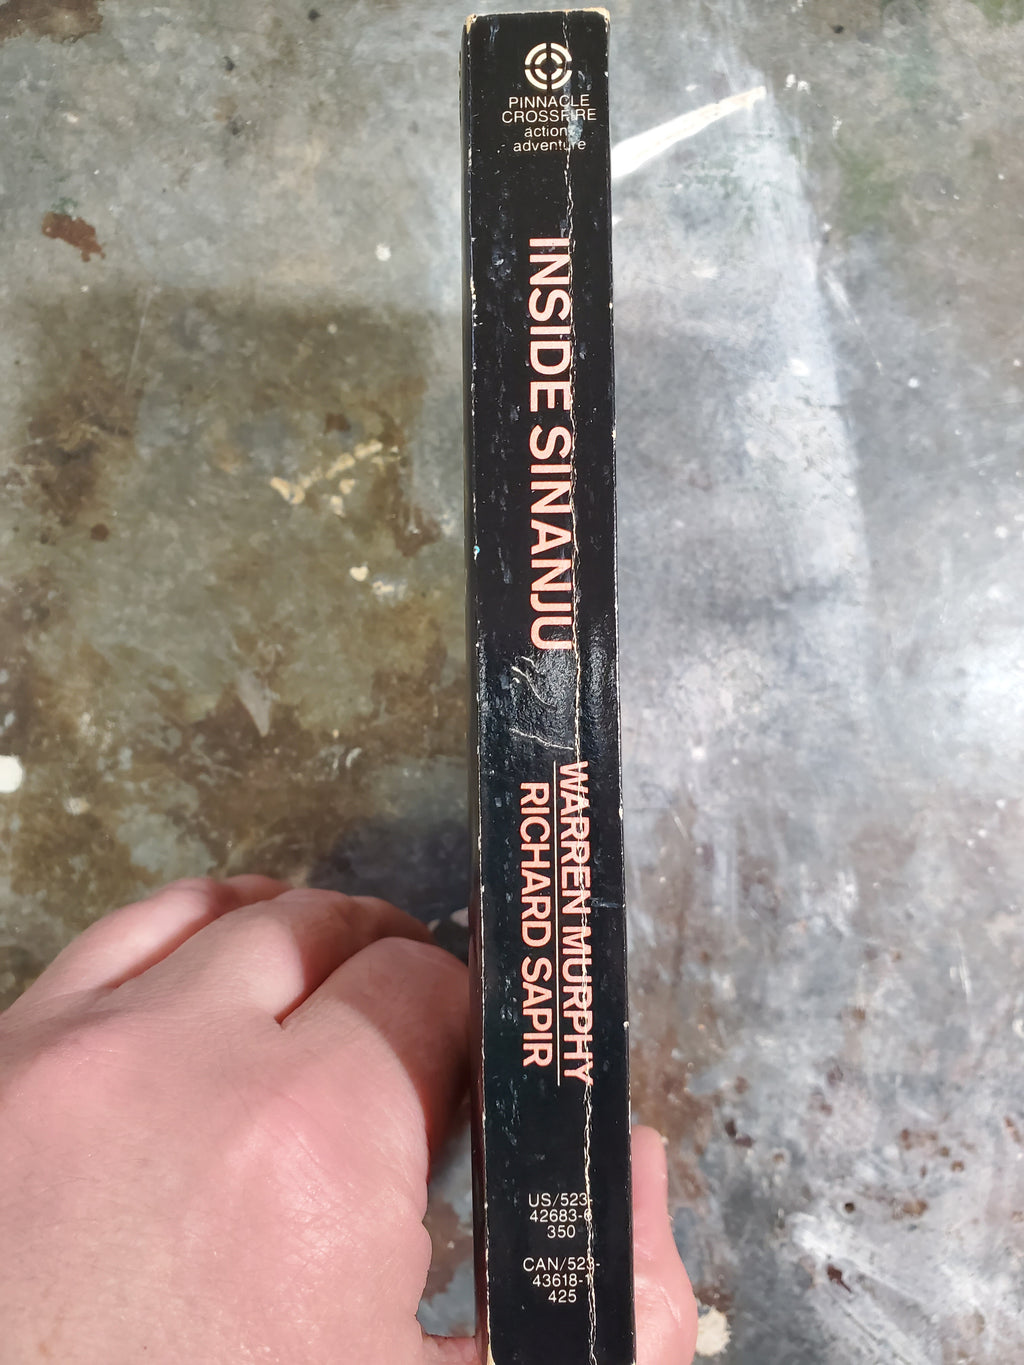 PINNACLE
CROSSFIRE
action
adventure
INSIDE SINANJU
WARREN MURPHY
RICHARD SAPIR
US/523-
42683-6
350
CAN/523-
43618-1
425